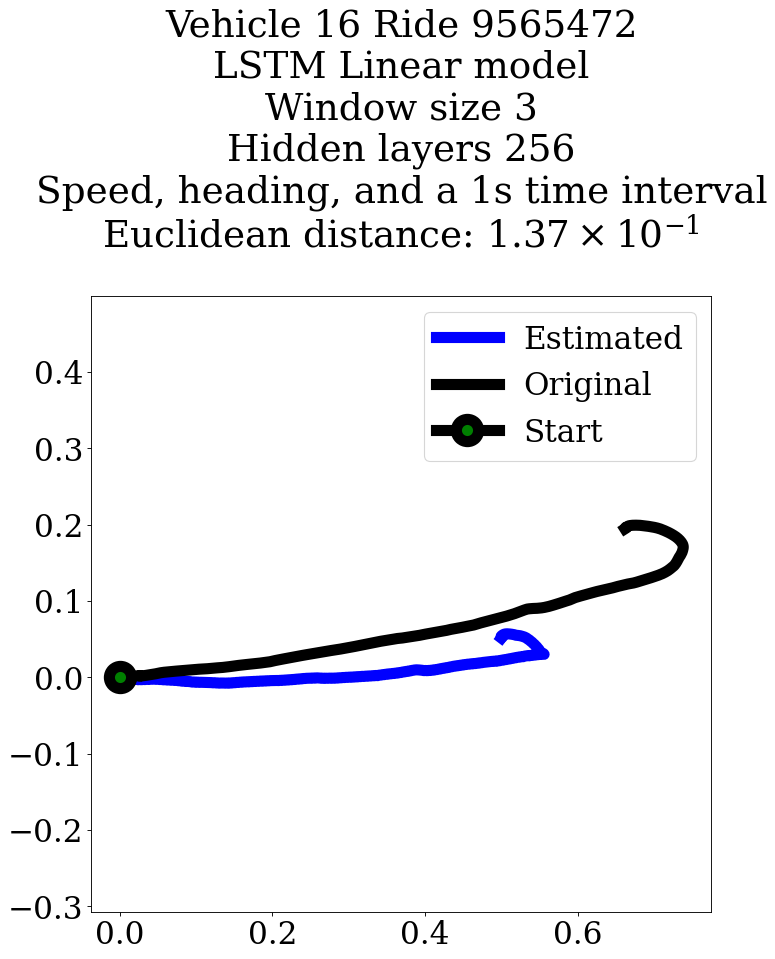 Vehicle 16 Ride 9565472
LSTM Linear model
Window size 3
Hidden layers 256
Speed, heading, and a 1s time interval
Euclidean distance: 1.37 × 10⁻¹
Estimated
Original
Start
0.4
0.3
0.2
0.1
0.0
−0.1
−0.2
−0.3
0.0 0.2 0.4 0.6